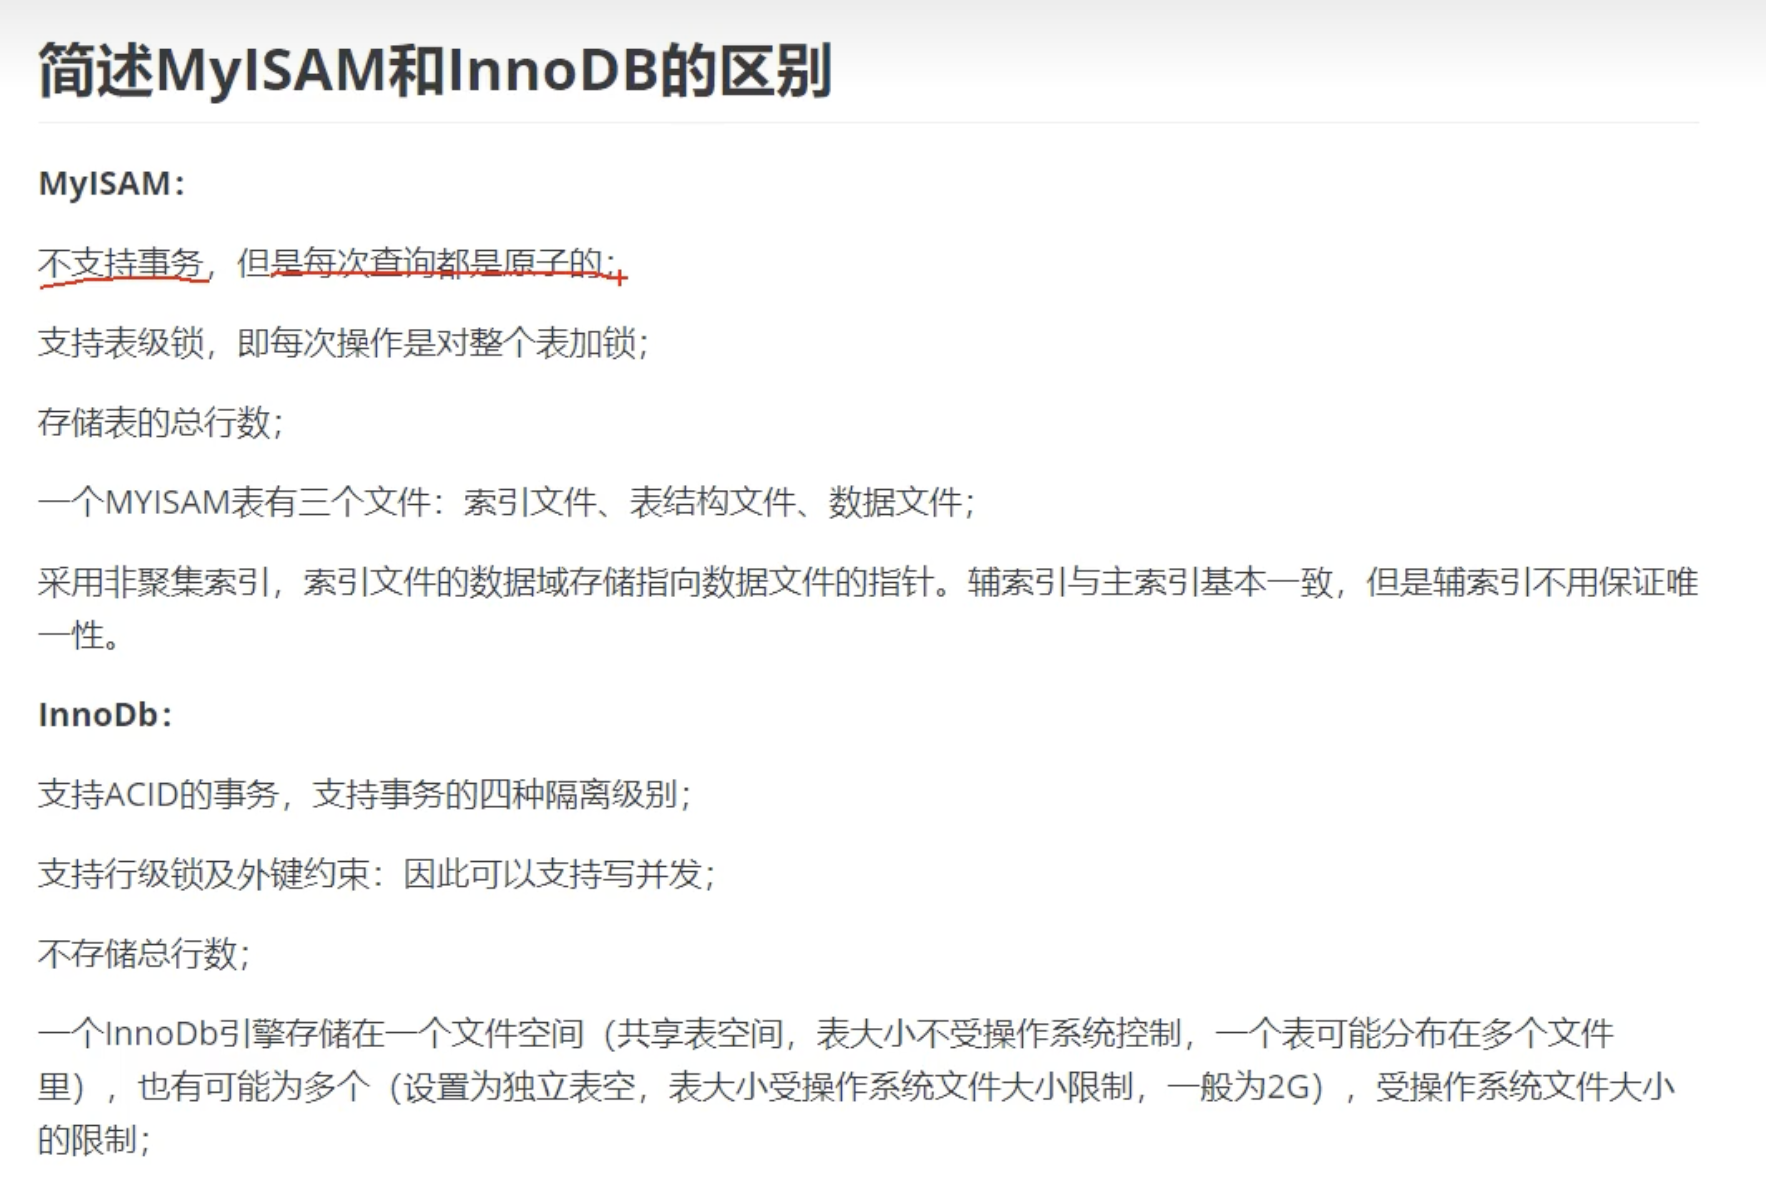 简述MyISAM和InnoDB的区别
MyISAM：
不支持事务，但是每次查询都是原子的；
支持表级锁，即每次操作是对整个表加锁；
存储表的总行数；
一个MYISAM表有三个文件：索引文件、表结构文件、数据文件；
采用非聚集索引，索引文件的数据域存储指向数据文件的指针。辅索引与主索引基本一致，但是辅索引不用保证唯
一性。
InnoDb：
支持ACID的事务，支持事务的四种隔离级别；
支持行级锁及外键约束：因此可以支持写并发；
不存储总行数；
一个InnoDb引擎存储在一个文件空间（共享表空间，表大小不受操作系统控制，一个表可能分布在多个文件
里），也有可能为多个（设置为独立表空，表大小受操作系统文件大小限制，一般为2G），受操作系统文件大小
的限制；